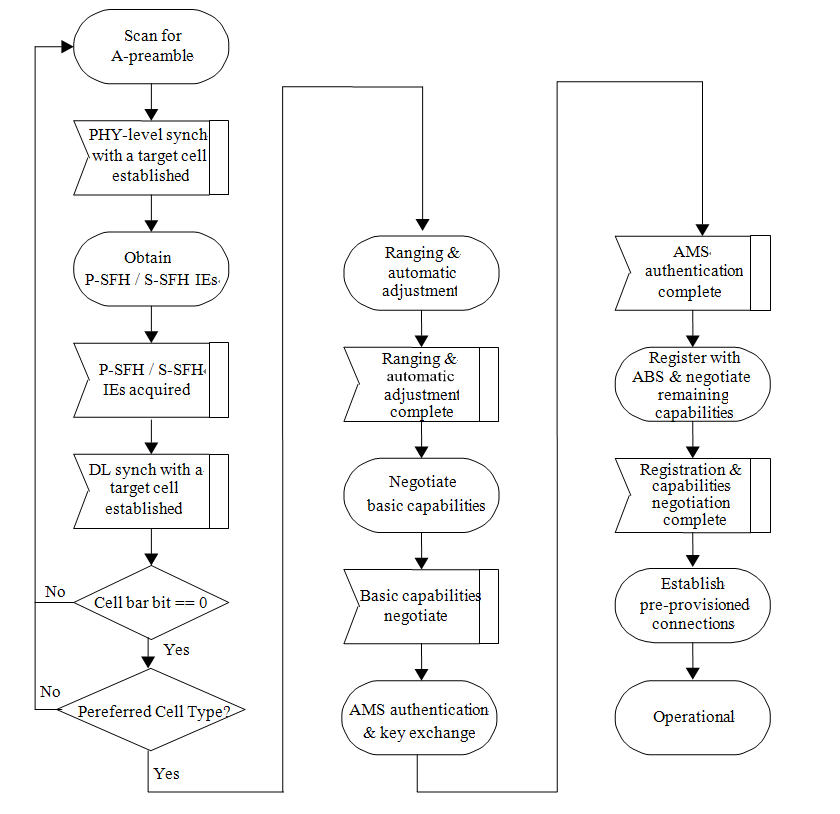 Scan for
A-preamble
PHY-level synch
with a target cell
established
Obtain
P-SFH / S-SFH IEs
P-SFH / S-SFH
IEs acquired
DL synch with a
target cell
established
No
Cell bar bit == 0
Yes
No
Pereferred Cell Type?
Yes
Ranging &
automatic
adjustment
Ranging &
automatic
adjustment
complete
Negotiate
basic capabilities
Basic capabilities
negotiate
AMS authentication
& key exchange
AMS
authentication
complete
Register with
ABS & negotiate
remaining
capabilities
Registration &
capabilities
negotiation
complete
Establish
pre-provisioned
connections
Operational